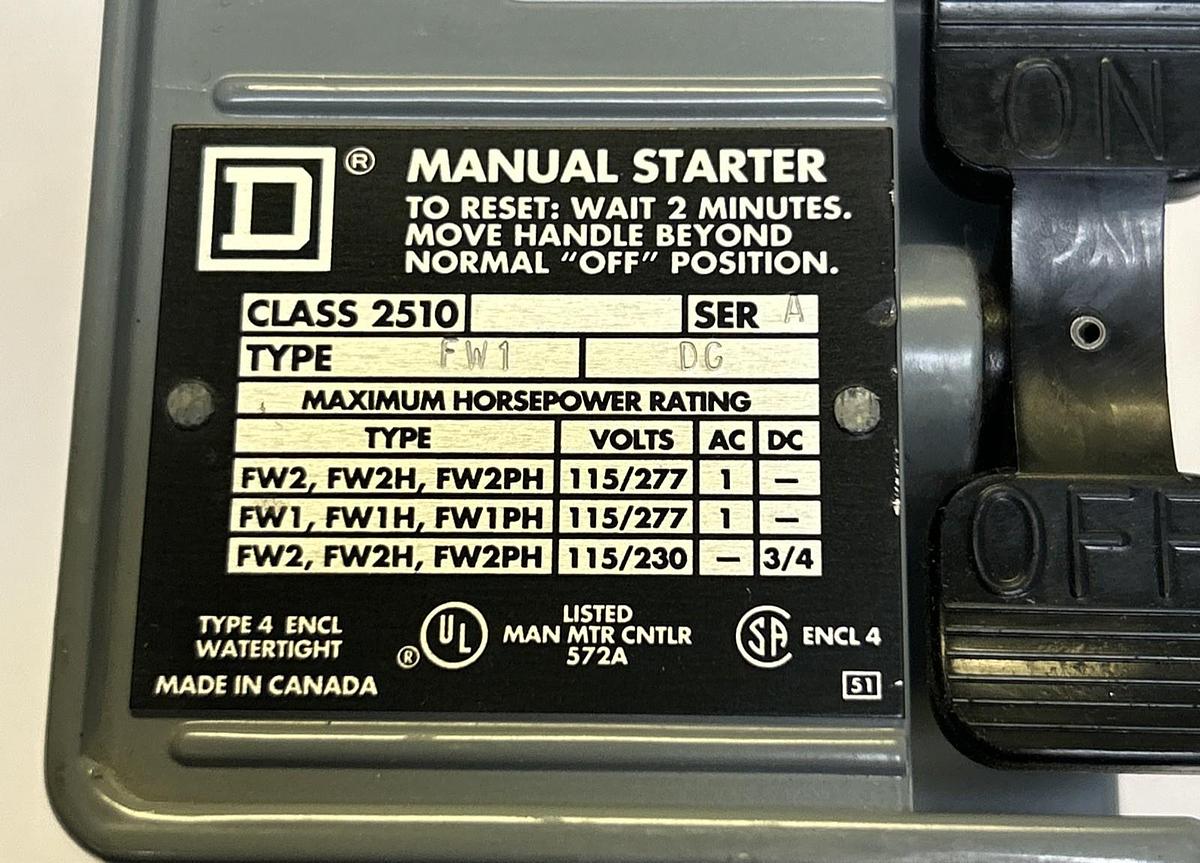 D ® MANUAL STARTER
TO RESET: WAIT 2 MINUTES.
MOVE HANDLE BEYOND
NORMAL “OFF” POSITION.
CLASS 2510 SER A
TYPE FW1 DG
MAXIMUM HORSEPOWER RATING
TYPE VOLTS AC DC
FW2, FW2H, FW2PH 115/277 1 —
FW1, FW1H, FW1PH 115/277 1 —
FW2, FW2H, FW2PH 115/230 — 3/4
TYPE 4 ENCL
WATERTIGHT
MADE IN CANADA
® UL
LISTED
MAN MTR CNTLR
572A
SA ENCL 4
51
ON
OFF